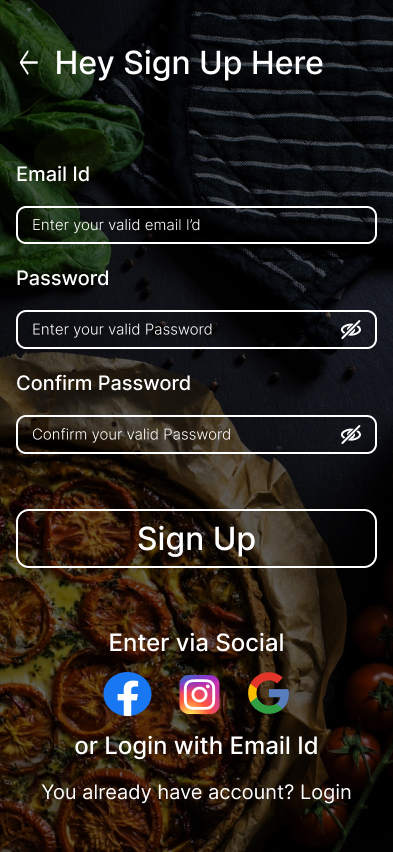 Hey Sign Up Here
Email Id
Enter your valid email I'd
Password
Enter your valid Password
Confirm Password
Confirm your valid Password
Sign Up
Enter via Social
or Login with Email Id
You already have account? Login